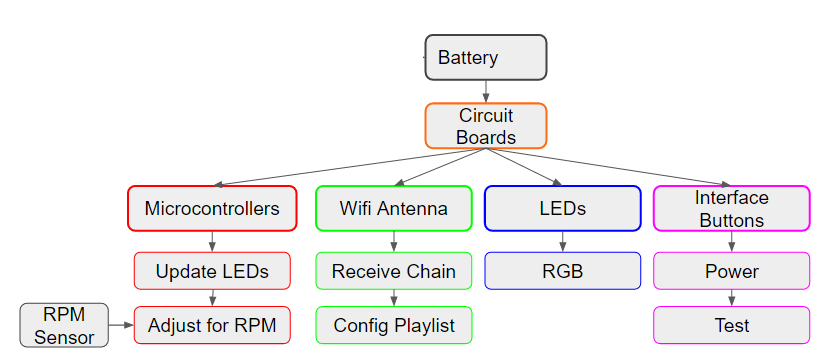 Battery
Circuit
Boards
Microcontrollers
Wifi Antenna
LEDs
Interface
Buttons
Update LEDs
Receive Chain
RGB
Power
RPM
Sensor
Adjust for RPM
Config Playlist
Test